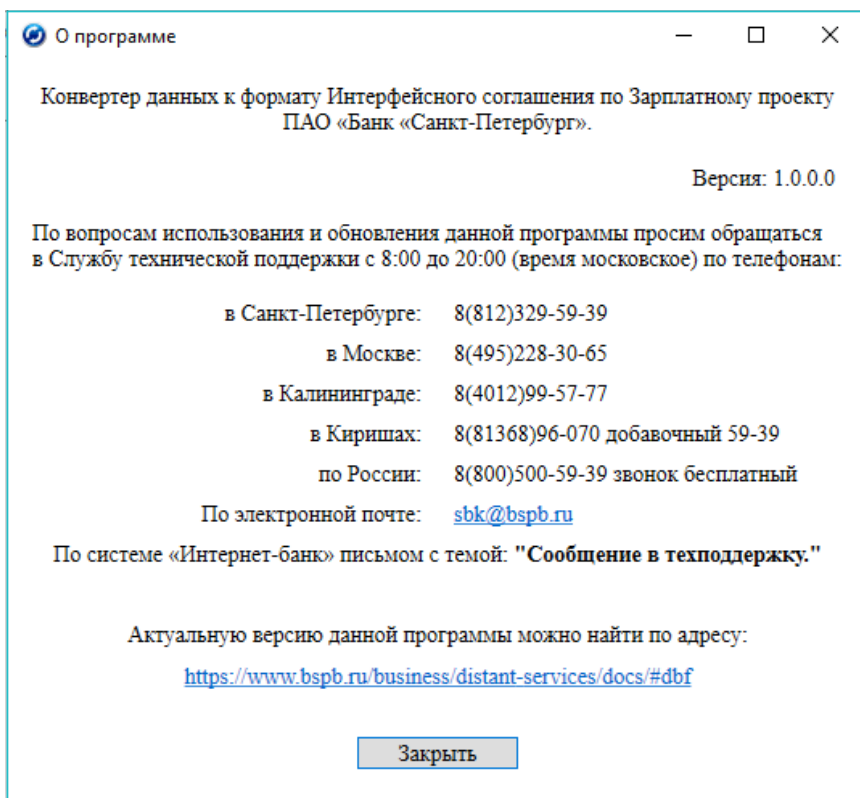 О программе
Конвертер данных к формату Интерфейсного соглашения по Зарплатному проекту
ПАО «Банк «Санкт-Петербург».
Версия: 1.0.0.0
По вопросам использования и обновления данной программы просим обращаться
в Службу технической поддержки с 8:00 до 20:00 (время московское) по телефонам:
в Санкт-Петербурге: 8(812)329-59-39
в Москве: 8(495)228-30-65
в Калининграде: 8(4012)99-57-77
в Киришах: 8(81368)96-070 добавочный 59-39
по России: 8(800)500-59-39 звонок бесплатный
По электронной почте: sbk@bspb.ru
По системе «Интернет-банк» письмом с темой: "Сообщение в техподдержку."
Актуальную версию данной программы можно найти по адресу:
https://www.bspb.ru/business/distant-services/docs/#dbf
Закрыть